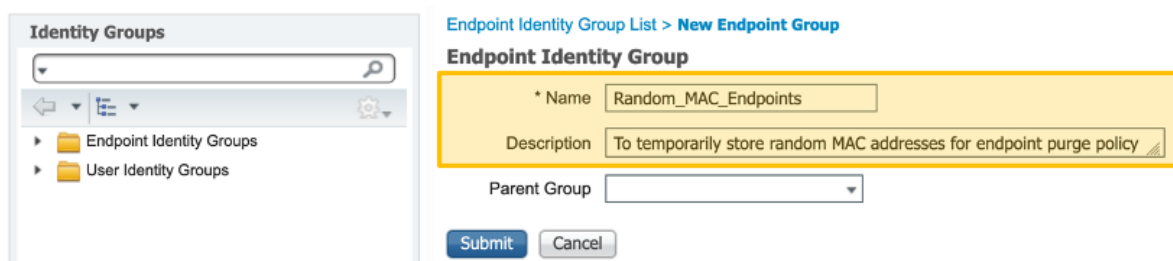 Identity Groups
Endpoint Identity Groups
User Identity Groups
Endpoint Identity Group List > New Endpoint Group
Endpoint Identity Group
* Name Random_MAC_Endpoints
Description To temporarily store random MAC addresses for endpoint purge policy
Parent Group
Submit Cancel